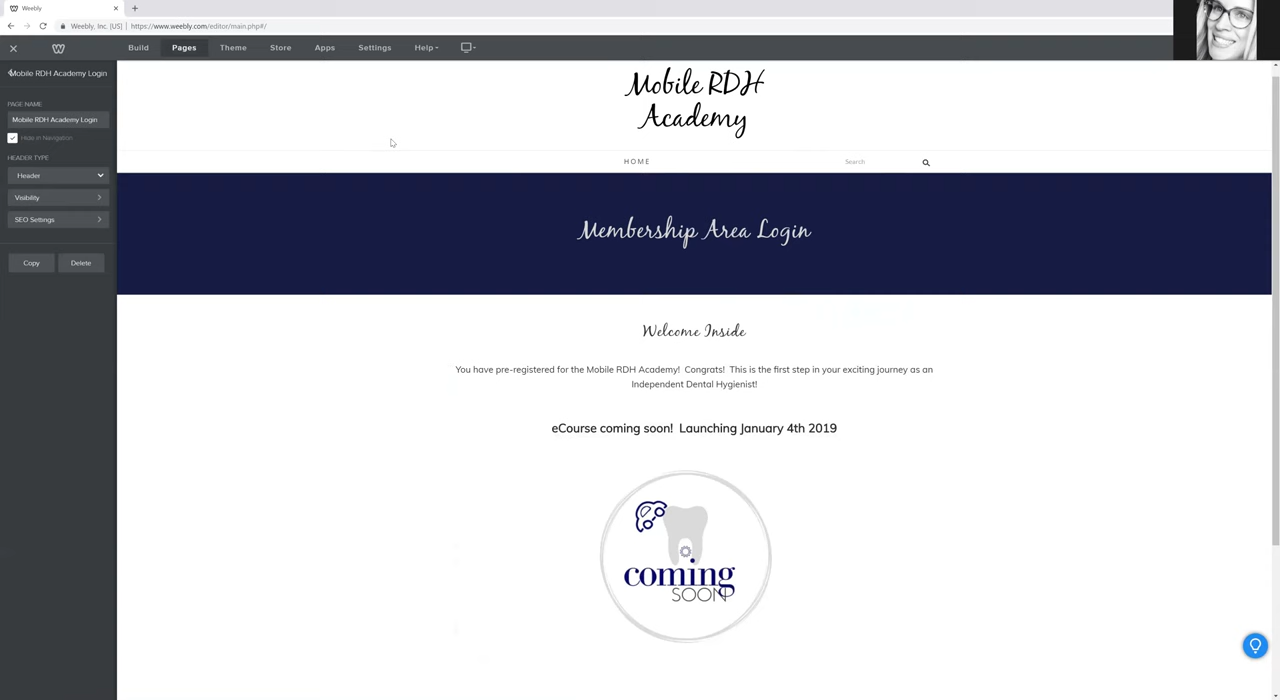 Weebly
Weebly, Inc. [US] https://www.weebly.com/editor/main.php#/
Build Pages Theme Store Apps Settings Help
Mobile RDH Academy Login
PAGE NAME
Mobile RDH Academy Login
Hide in Navigation
HEADER TYPE
Header
Visibility
SEO Settings
Copy Delete
Mobile RDH
Academy
HOME Search
Membership Area Login
Welcome Inside
You have pre-registered for the Mobile RDH Academy! Congrats! This is the first step in your exciting journey as an
Independent Dental Hygienist!
eCourse coming soon! Launching January 4th 2019
coming
SOON